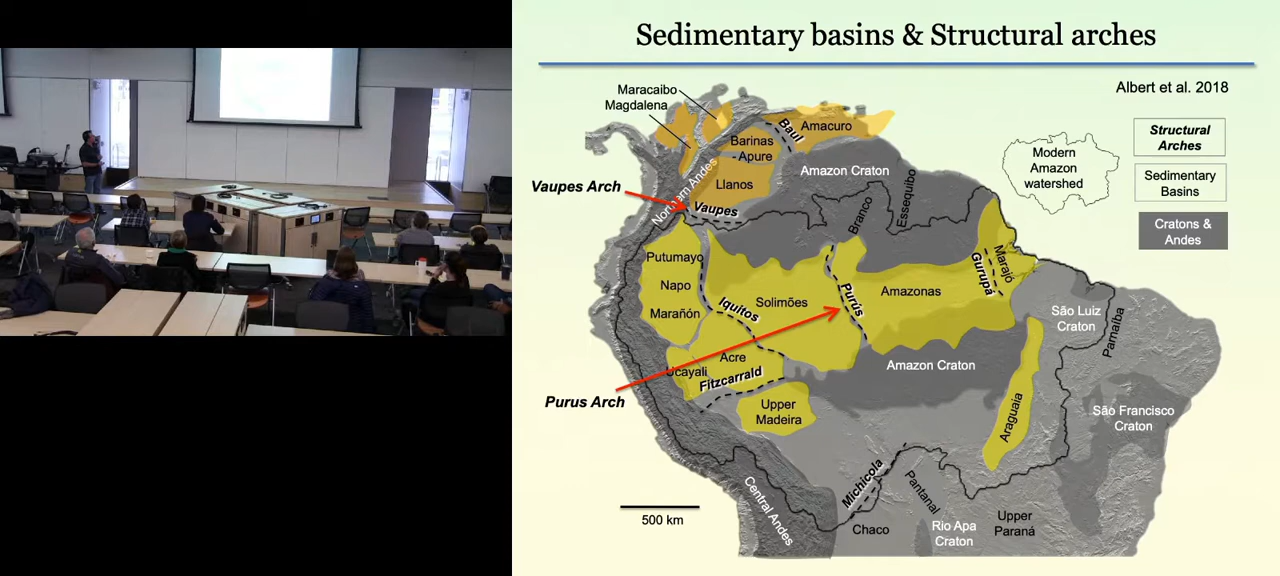 Sedimentary basins & Structural arches
Albert et al. 2018
Maracaibo
Magdalena
Baul
Amacuro
Barinas
- Apure
Llanos
Northern Andes
Amazon Craton
Modern
Amazon
watershed
Structural
Arches
Sedimentary
Basins
Cratons &
Andes
Vaupes Arch
Vaupes
Branco
Essequibo
Putumayo
Napo
Marañón
Iquitos
Solimões
Purús
Amazonas
Gurupá
Marajó
São Luiz
Craton
Parnaíba
Acre
Ucayali
Fitzcarrald
Purus Arch
Upper
Madeira
Amazon Craton
Araguaia
São Francisco
Craton
Michicola
Central Andes
Pantanal
500 km
Chaco
Rio Apa
Craton
Upper
Paraná